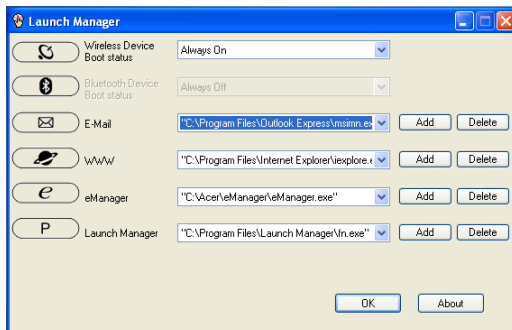 Launch Manager
Wireless Device
Boot status
Always On
Bluetooth Device
Boot status
Always Off
E-Mail
"C:\Program Files\Outlook Express\msimn.ex
Add
Delete
WWW
"C:\Program Files\Internet Explorer\iexplore.e
Add
Delete
e
eManager
"C:\Acer\eManager\eManager.exe"
Add
Delete
P
Launch Manager
"C:\Program Files\Launch Manager\fn.exe"
Add
Delete
OK
About